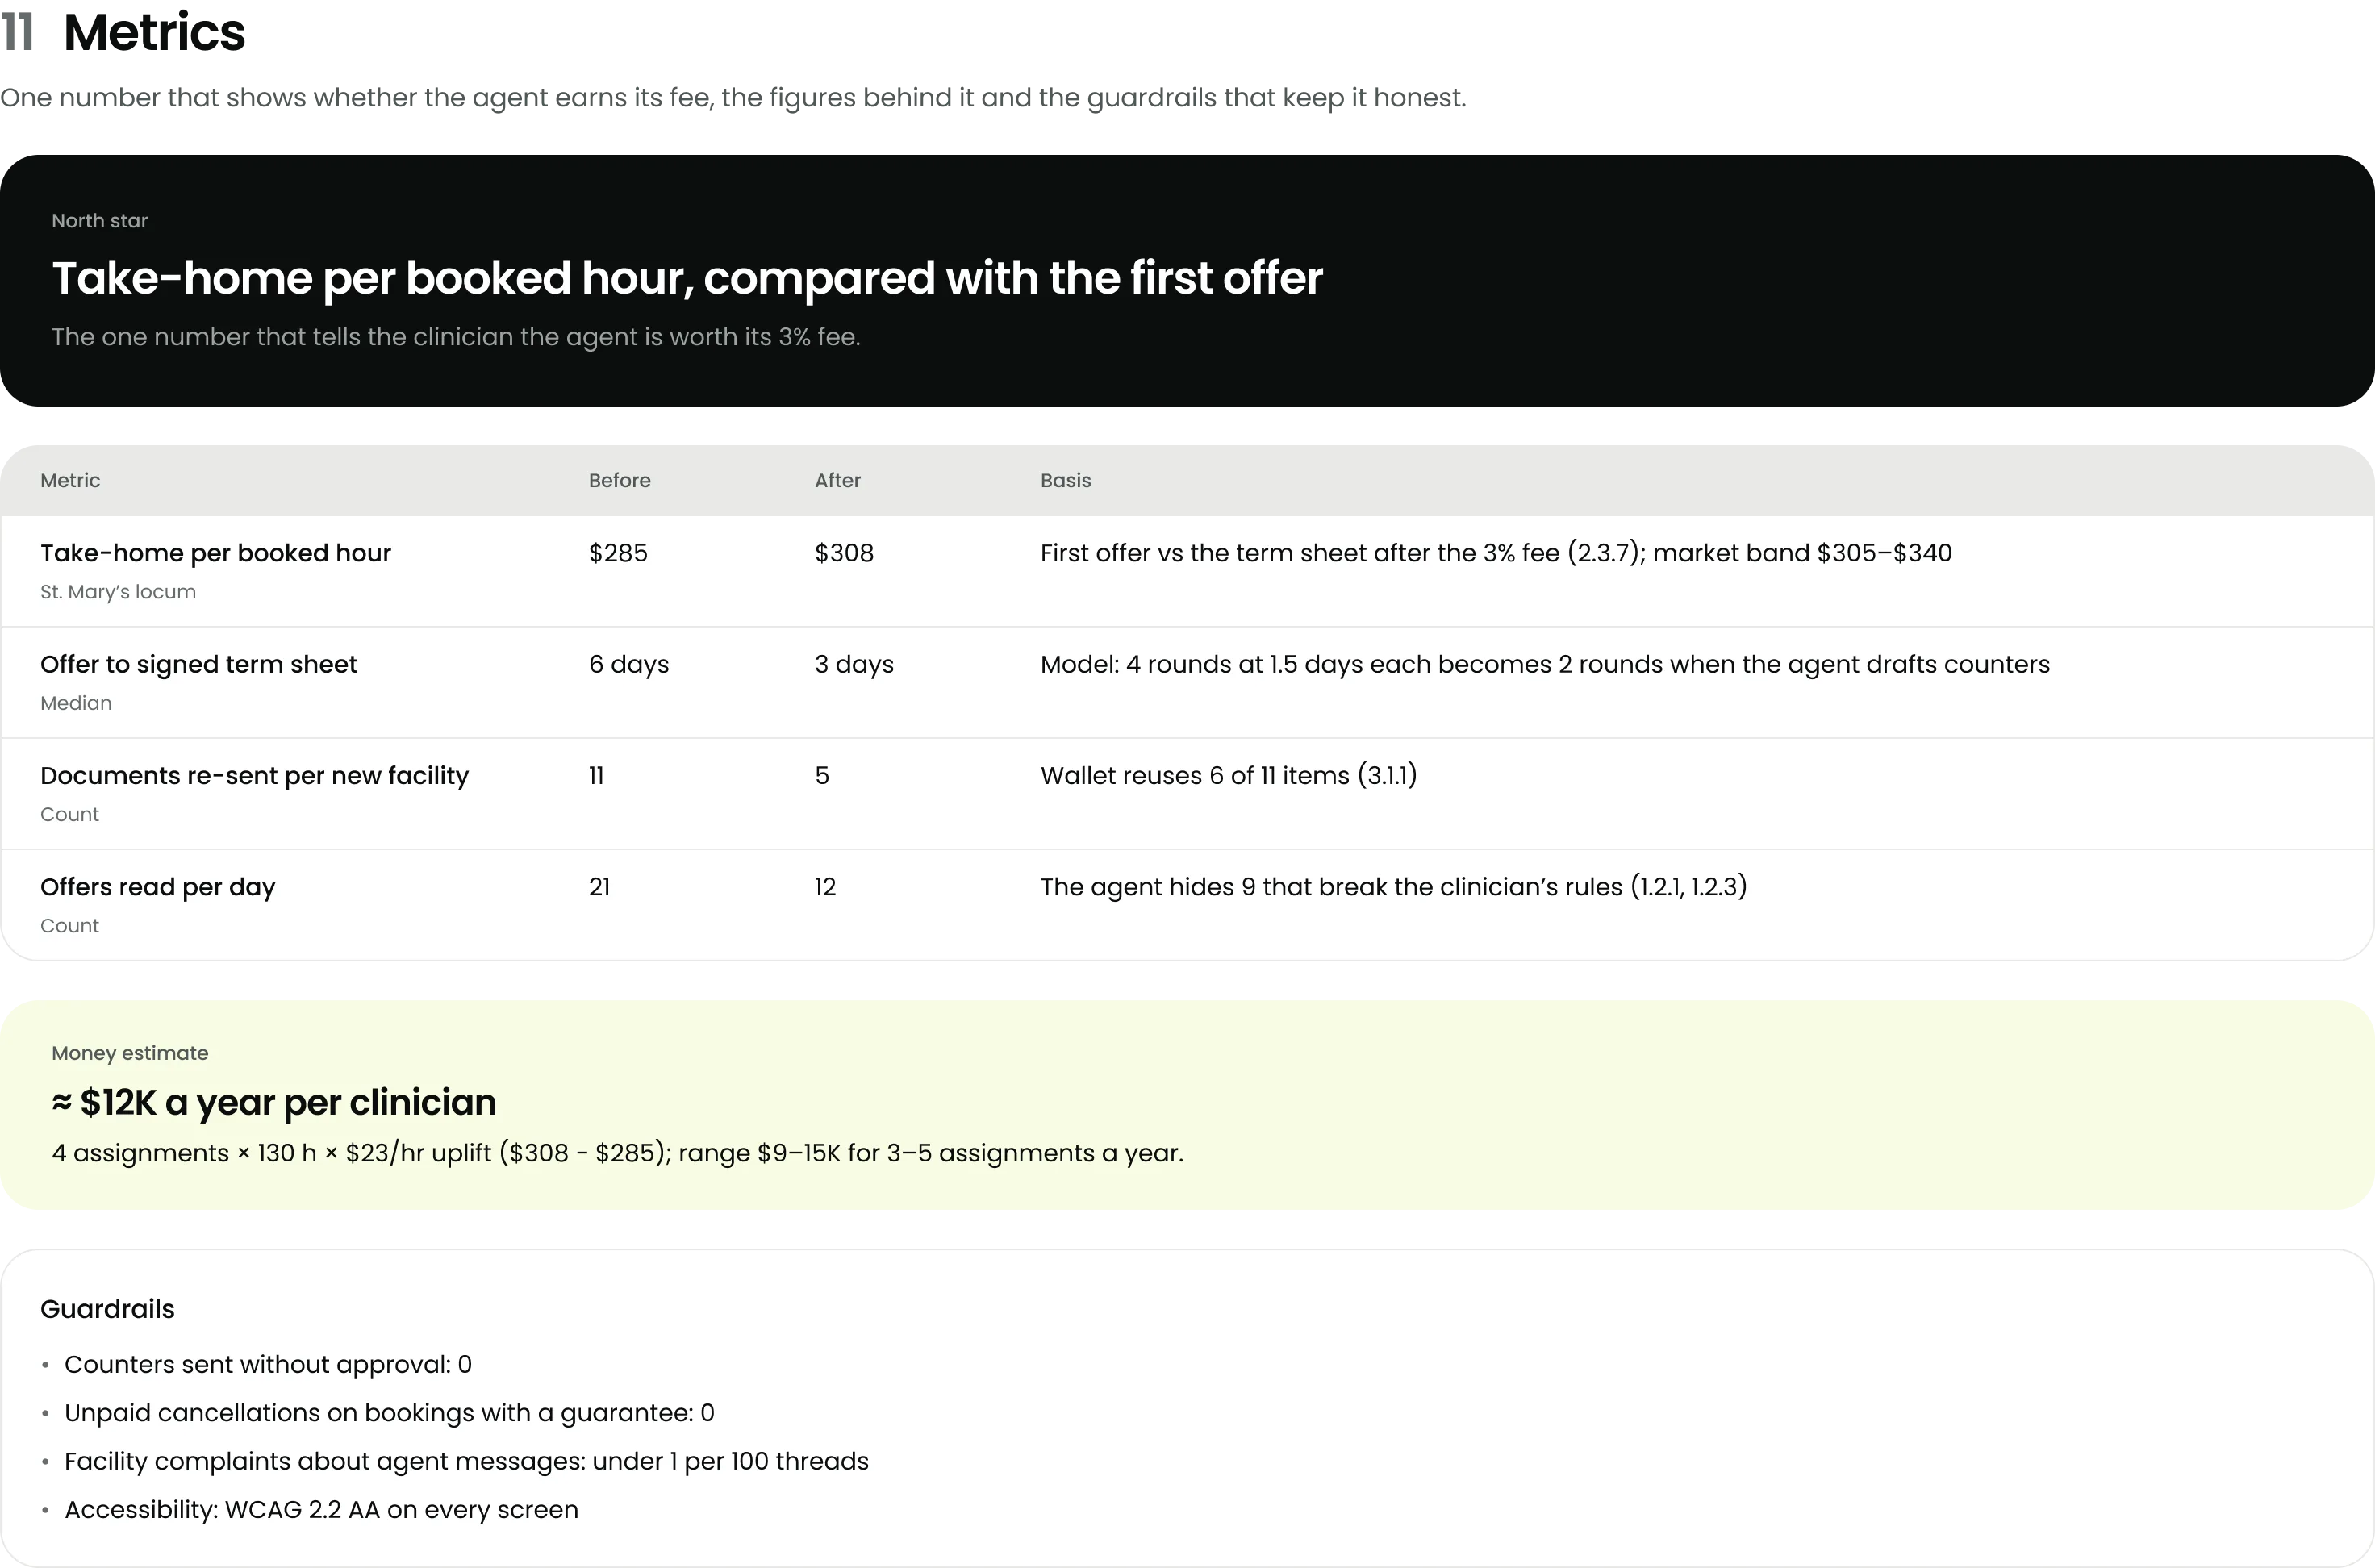 11 Metrics
One number that shows whether the agent earns its fee, the figures behind it and the guardrails that keep it honest.
North star
Take-home per booked hour, compared with the first offer
The one number that tells the clinician the agent is worth its 3% fee.
Metric Before After Basis
Take-home per booked hour $285 $308 First offer vs the term sheet after the 3% fee (2.3.7); market band $305–$340
St. Mary’s locum
Offer to signed term sheet 6 days 3 days Model: 4 rounds at 1.5 days each becomes 2 rounds when the agent drafts counters
Median
Documents re-sent per new facility 11 5 Wallet reuses 6 of 11 items (3.1.1)
Count
Offers read per day 21 12 The agent hides 9 that break the clinician’s rules (1.2.1, 1.2.3)
Count
Money estimate
≈ $12K a year per clinician
4 assignments × 130 h × $23/hr uplift ($308 - $285); range $9–15K for 3–5 assignments a year.
Guardrails
• Counters sent without approval: 0
• Unpaid cancellations on bookings with a guarantee: 0
• Facility complaints about agent messages: under 1 per 100 threads
• Accessibility: WCAG 2.2 AA on every screen